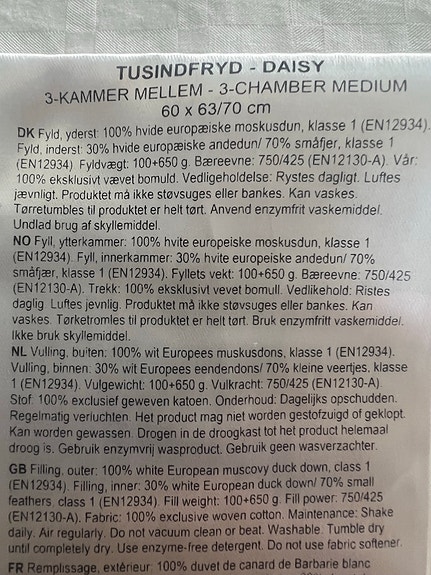 TUSINDFRYD - DAISY
3-KAMMER MELLEM - 3-CHAMBER MEDIUM
60 x 63/70 cm
DK Fyld, yderst: 100% hvide europæiske moskusdun, klasse 1 (EN12934).
Fyld, inderst: 30% hvide europæiske andedun/ 70% småfjer, klasse 1
(EN12934). Fyldvægt: 100+650 g. Bæreevne: 750/425 (EN12130-A). Vår:
100% eksklusivt vævet bomuld. Vedligeholdelse: Rystes dagligt. Luftes
jævnligt. Produktet må ikke støvsuges eller bankes. Kan vaskes.
Tørretumbles til produktet er helt tørt. Anvend enzymfrit vaskemiddel.
Undlad brug af skyllemiddel.
NO Fyll, ytterkammer: 100% hvite europeiske moskusdun, klasse 1
(EN12934). Fyll, innerkammer: 30% hvite europeiske andedun/ 70%
småfjær, klasse 1 (EN12934). Fyllets vekt: 100+650 g. Bæreevne: 750/425
(EN12130-A). Trekk: 100% eksklusivt vevet bomull. Vedlikehold: Ristes
daglig. Luftes jevnlig. Produktet må ikke støvsuges eller bankes. Kan
vaskes. Tørketromles til produktet er helt tørt. Bruk enzymfritt vaskemiddel.
Ikke bruk skyllemiddel.
NL Vulling, buiten: 100% wit Europees muskusdons, klasse 1 (EN12934).
Vulling, binnen: 30% wit Europees eendendons/ 70% kleine veertjes, klasse
1 (EN12934). Vulgewicht: 100+650 g. Vulkracht: 750/425 (EN12130-A)
Stof: 100% exclusief geweven katoen. Onderhoud: Dagelijks opschudden.
Regelmatig verluchten. Het product mag niet worden gestofzuigd of geklopt.
Kan worden gewassen. Drogen in de droogkast tot het product helemaal
droog is. Gebruik enzymvrij wasproduct. Gebruik geen wasverzachter.
GB Filling, outer: 100% white European muscovy duck down, class 1
(EN12934). Filling, inner: 30% white European duck down/ 70% small
feathers, class 1 (EN12934). Fill weight: 100+650 g. Fill power: 750/425
(EN12130-A). Fabric: 100% exclusive woven cotton. Maintenance: Shake
daily. Air regularly. Do not vacuum clean or beat. Washable. Tumble dry
until completely dry. Use enzyme-free detergent. Do not use fabric softener.
FR Remplissage, extérieur: 100% duvet de canard de Barbarie blanc